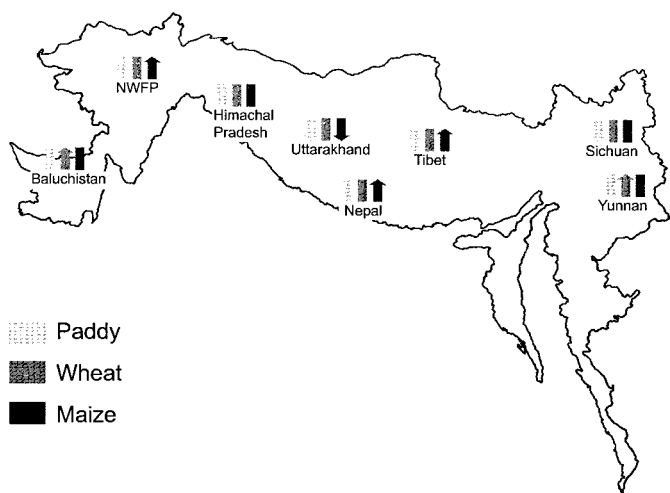 NWFP
Himachal
Pradesh
Uttarakhand
Tibet
Sichuan
Baluchistan
Nepal
Yunnan
Paddy
Wheat
Maize